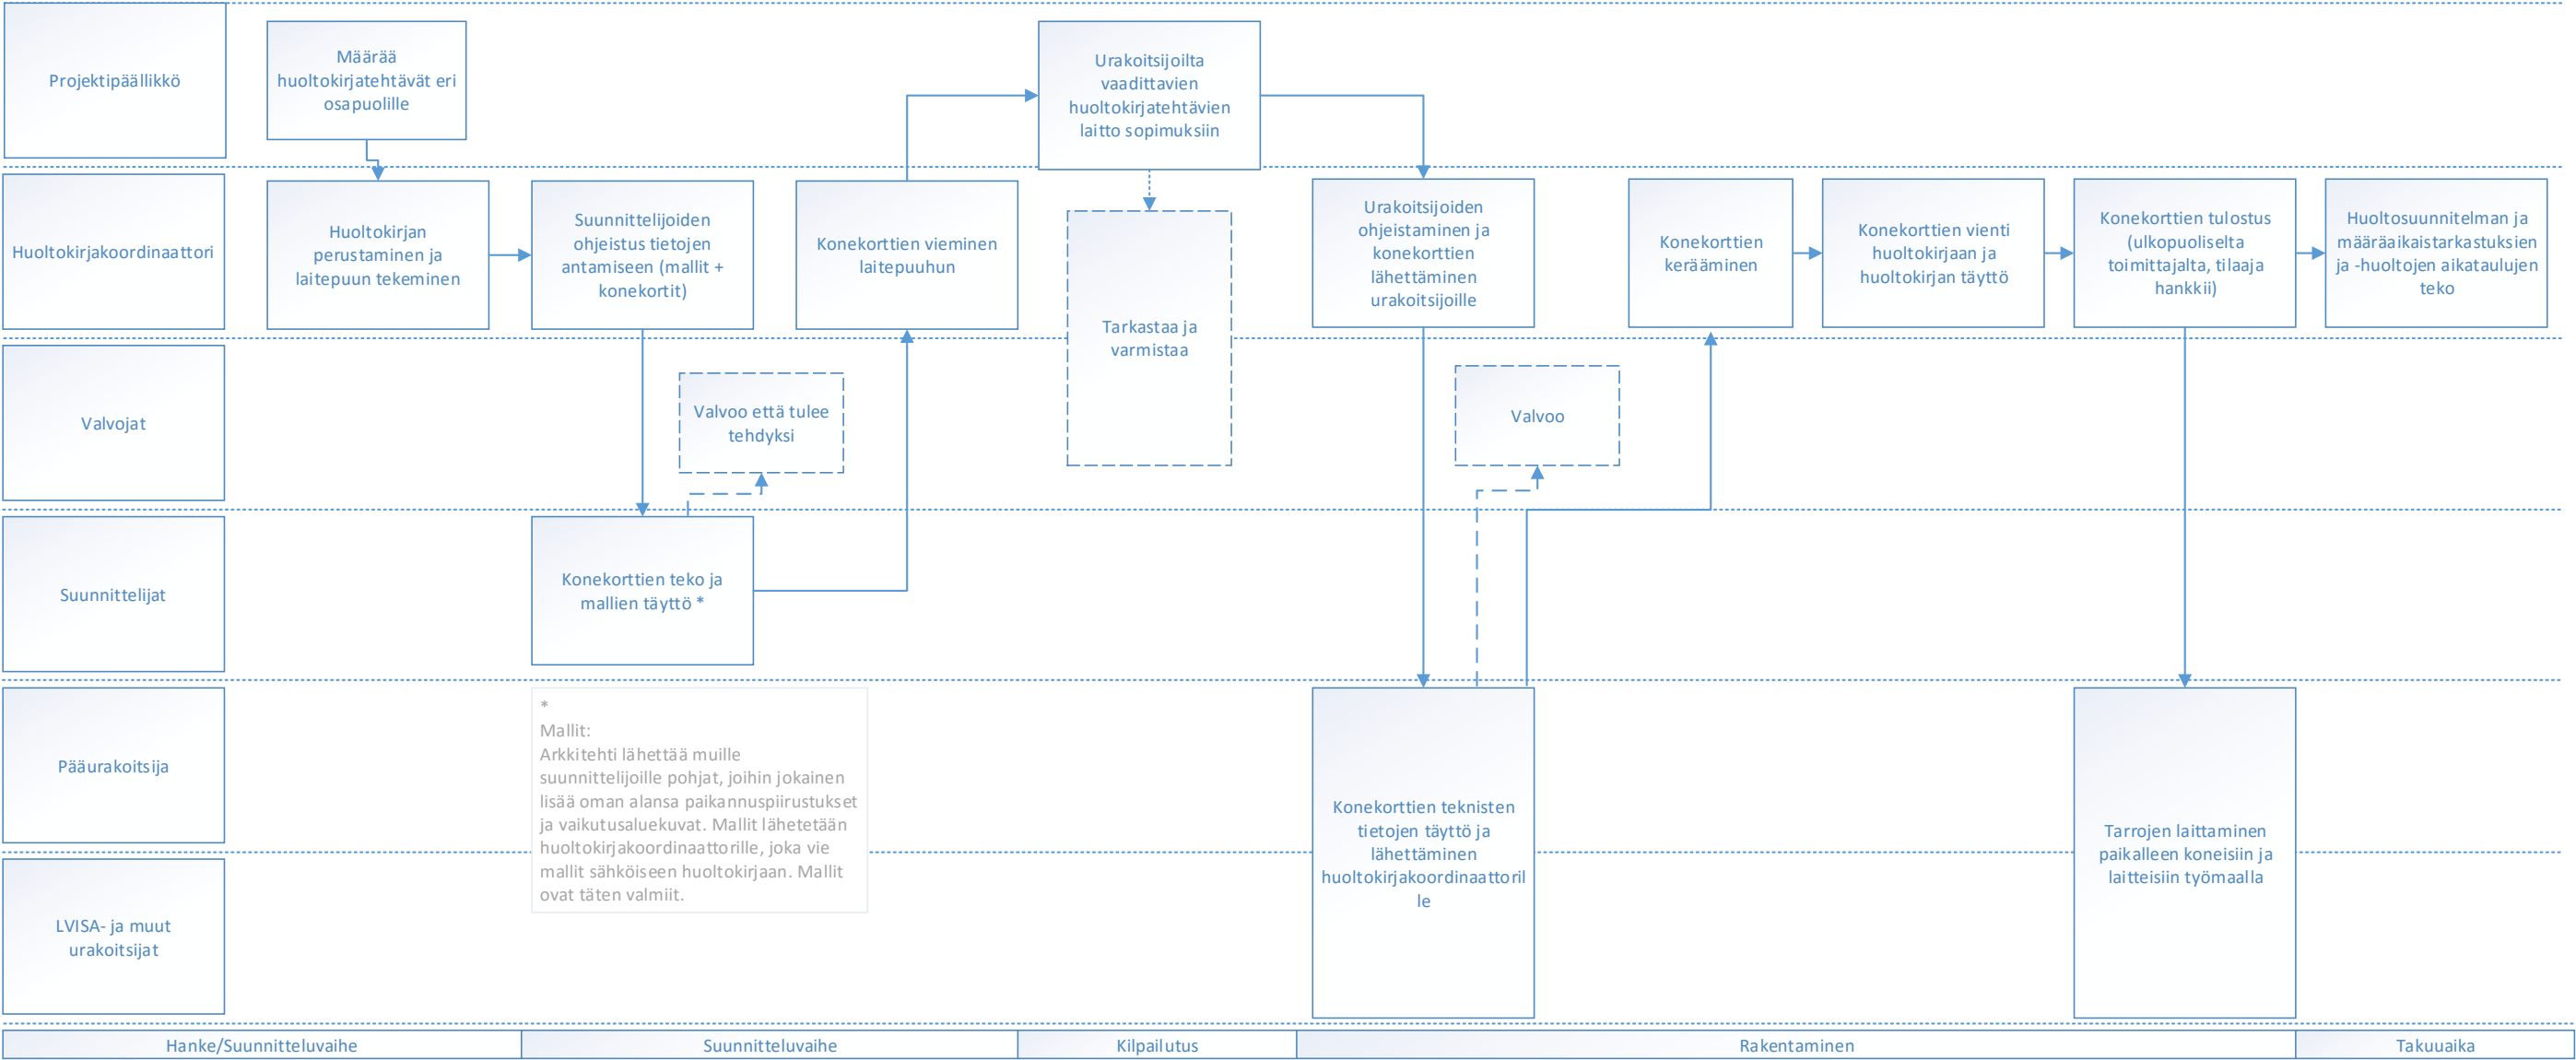 Projektipäällikkö
Määrää
huoltokirjatehtävät eri
osapuolille
Urakoitsijoilta
vaadittavien
huoltokirjatehtävien
laitto sopimuksiin
Huoltokirjakoordinaattori
Huoltokirjan
perustaminen ja
laitepuun tekeminen
Suunnittelijoiden
ohjeistus tietojen
antamiseen (mallit +
konekortit)
Konekorttien vieminen
laitepuuhun
Tarkastaa ja
varmistaa
Urakoitsijoiden
ohjeistaminen ja
konekorttien
lähettäminen
urakoitsijoille
Konekorttien
kerääminen
Konekorttien vienti
huoltokirjaan ja
huoltokirjan täyttö
Konekorttien tulostus
(ulkopuoliselta
toimittajalta, tilaaja
hankkii)
Huoltosuunnitelman ja
määräaikaistarkastuksien
ja -huoltojen aikataulujen
teko
Valvojat
Valvoo että tulee
tehdyksi
Valvoo
Suunnittelijat
Konekorttien teko ja
mallien täyttö *
Pääurakoitsija
*
Mallit:
Arkkitehti lähettää muille
suunnittelijoille pohjat, joihin jokainen
lisää oman alansa paikannuspiirustukset
ja vaikutusaluekuvat. Mallit lähetetään
huoltokirjakoordinaattorille, joka vie
mallit sähköiseen huoltokirjaan. Mallit
ovat täten valmiit.
Konekorttien teknisten
tietojen täyttö ja
lähettäminen
huoltokirjakoordinaattoril
le
Tarrojen laittaminen
paikalleen koneisiin ja
laitteisiin työmaalla
LVISA- ja muut
urakoitsijat
Hanke/Suunnitteluvaihe
Suunnitteluvaihe
Kilpailutus
Rakentaminen
Takuuaika